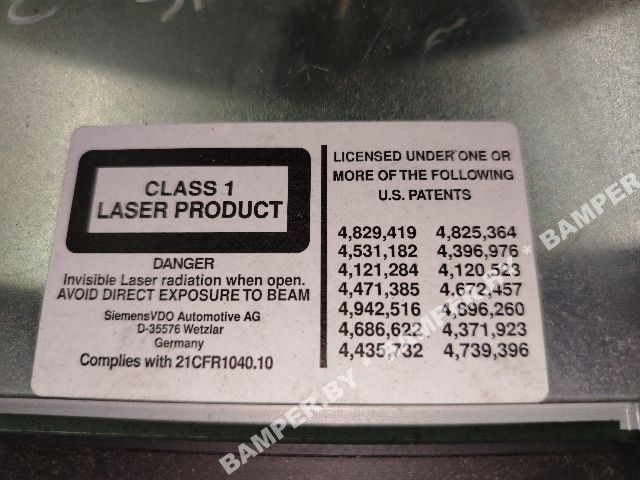 CLASS 1
LASER PRODUCT
DANGER
Invisible Laser radiation when open.
AVOID DIRECT EXPOSURE TO BEAM
SiemensVDO Automotive AG
D-35576 Wetzlar
Germany
Complies with 21CFR1040.10
LICENSED UNDER ONE OR
MORE OF THE FOLLOWING
U.S. PATENTS
4,829,419 4,825,364
4,531,182 4,396,976
4,121,284 4,120,523
4,471,385 4,672,457
4,942,516 4,896,260
4,686,622 4,371,923
4,435,732 4,739,396
BAMPER.BY * BAMPER.BY * BAMPER.BY